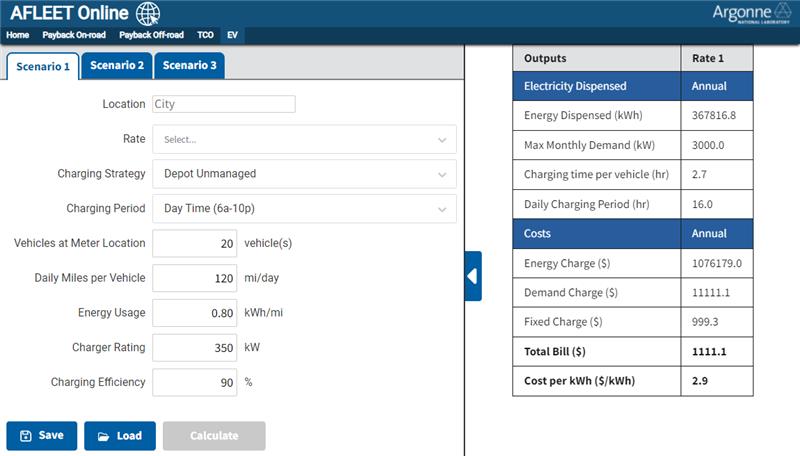 AFLEET Online
Argonne
NATIONAL LABORATORY
Home Payback On-road Payback Off-road TCO EV
Scenario 1 Scenario 2 Scenario 3
Location City
Rate Select...
Charging Strategy Depot Unmanaged
Charging Period Day Time (6a-10p)
Vehicles at Meter Location 20 vehicle(s)
Daily Miles per Vehicle 120 mi/day
Energy Usage 0.80 kWh/mi
Charger Rating 350 kW
Charging Efficiency 90 %
Save Load Calculate
Outputs Rate 1
Electricity Dispensed Annual
Energy Dispensed (kWh) 367816.8
Max Monthly Demand (kW) 3000.0
Charging time per vehicle (hr) 2.7
Daily Charging Period (hr) 16.0
Costs Annual
Energy Charge ($) 1076179.0
Demand Charge ($) 11111.1
Fixed Charge ($) 999.3
Total Bill ($) 1111.1
Cost per kWh ($/kWh) 2.9